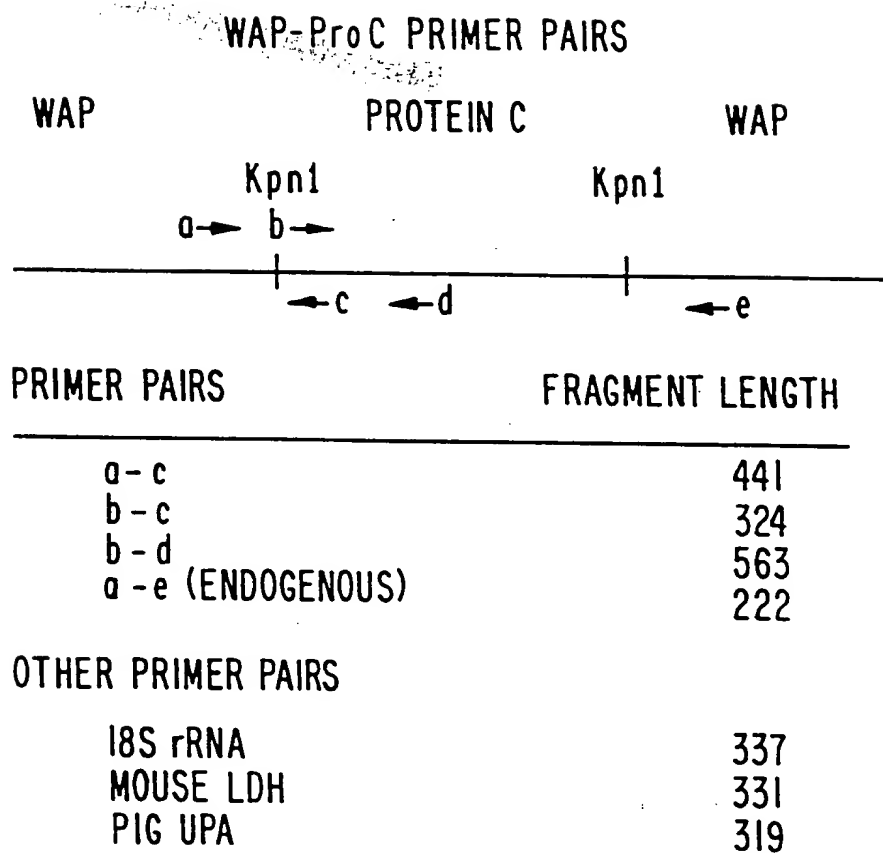 WAP-ProC PRIMER PAIRS
WAP PROTEIN C WAP
Kpn1 Kpn1
a b
c d e
PRIMER PAIRS FRAGMENT LENGTH
a - c 441
b - c 324
b - d 563
a - e (ENDOGENOUS) 222
OTHER PRIMER PAIRS
18S rRNA 337
MOUSE LDH 331
PIG UPA 319